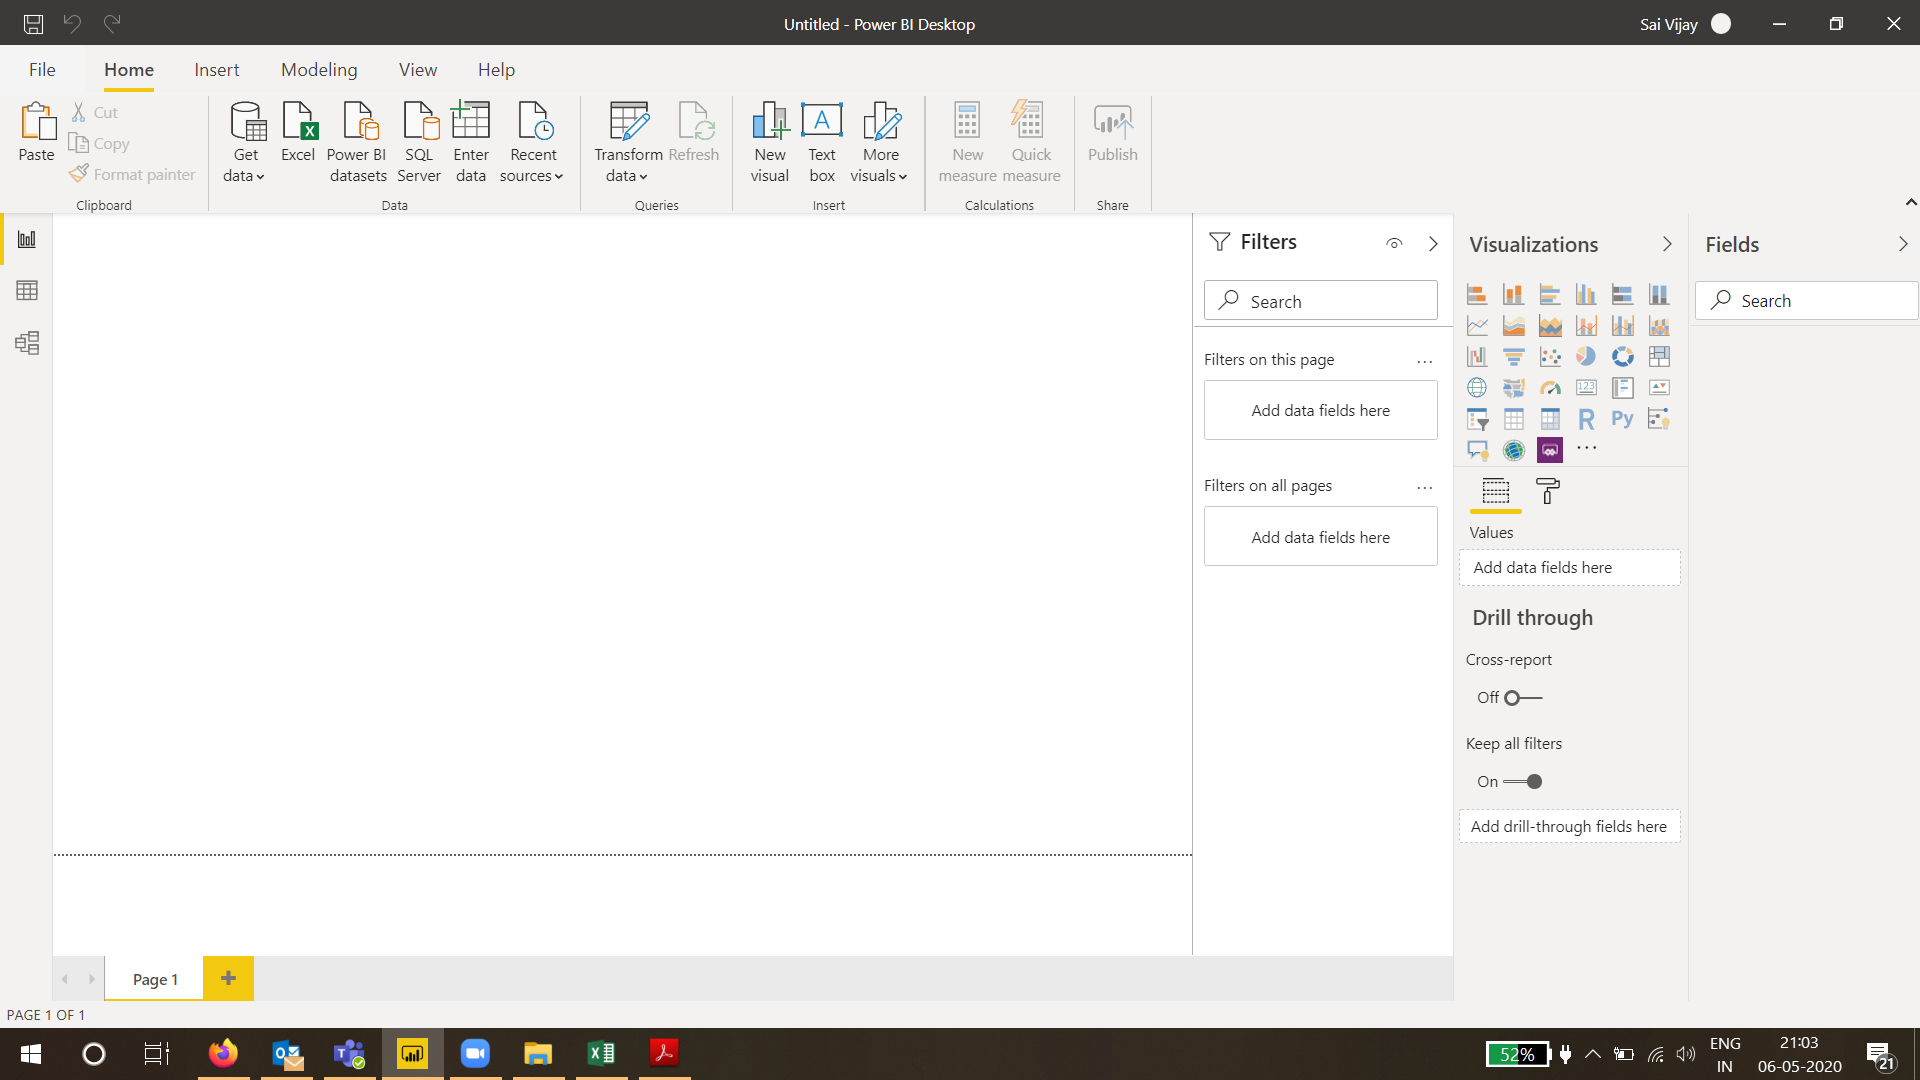 Untitled - Power BI Desktop
Sai Vijay
File Home Insert Modeling View Help
Paste
Cut
Copy
Format painter
Clipboard
Get data
Excel
Power BI datasets
SQL Server
Enter data
Recent sources
Data
Transform data
Refresh
Queries
New visual
Text box
More visuals
Insert
New measure
Quick measure
Calculations
Publish
Share
Filters
Search
Filters on this page ...
Add data fields here
Filters on all pages ...
Add data fields here
Visualizations
123
R
Py
...
Values
Add data fields here
Drill through
Cross-report
Off
Keep all filters
On
Add drill-through fields here
Fields
Search
Page 1
PAGE 1 OF 1
52%
ENG
IN
21:03
06-05-2020
21